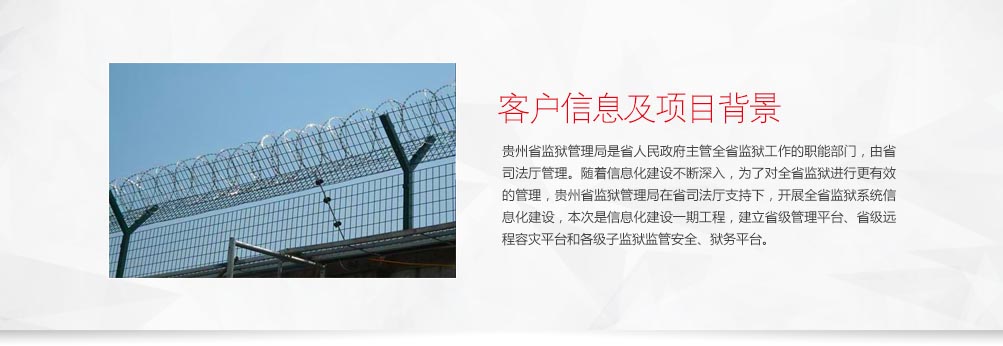 客户信息及项目背景
贵州省监狱管理局是省人民政府主管全省监狱工作的职能部门，由省
司法厅管理。随着信息化建设不断深入，为了对全省监狱进行更有效
的管理，贵州省监狱管理局在省司法厅支持下，开展全省监狱系统信
息化建设，本次是信息化建设一期工程，建立省级管理平台、省级远
程容灾平台和各级子监狱监管安全、狱务平台。